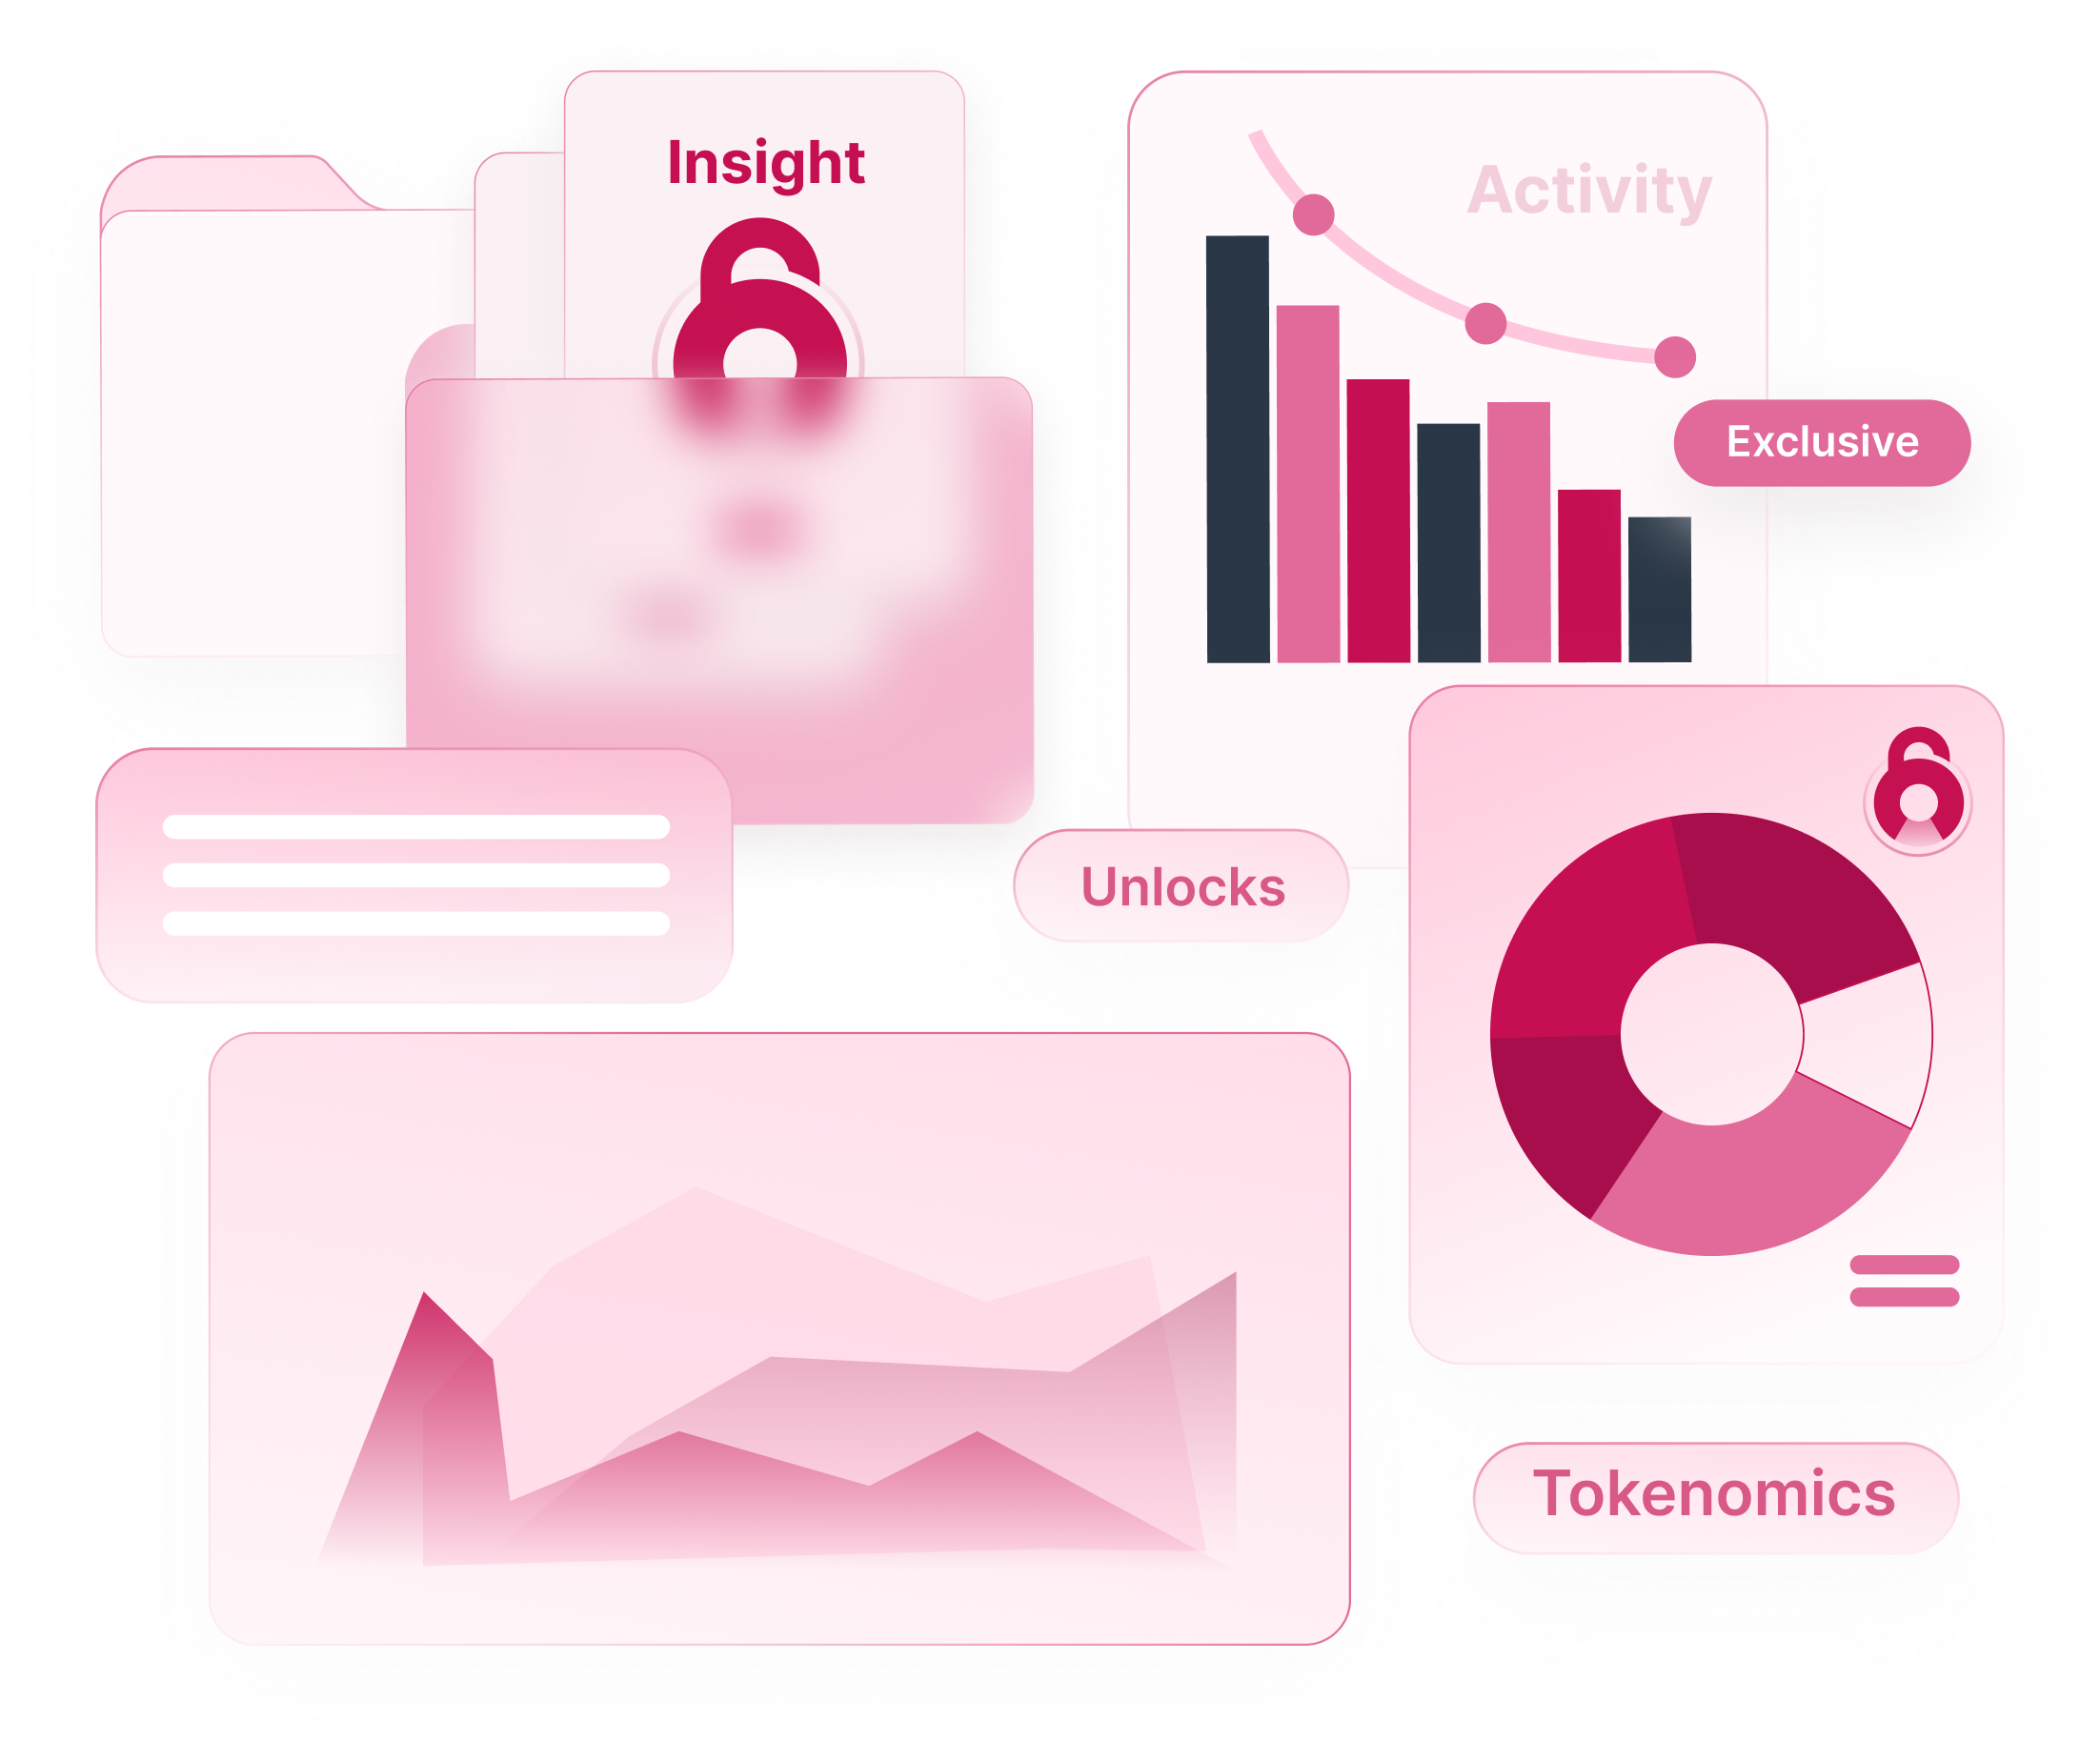 Insight
Activity
Exclusive
Unlocks
Tokenomics